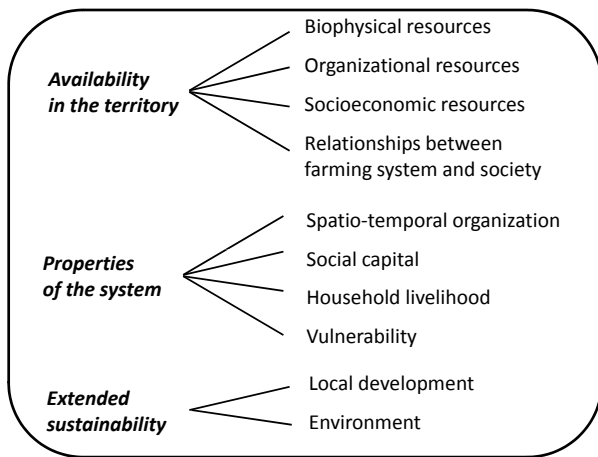 Biophysical resources
Availability
in the territory
Organizational resources
Socioeconomic resources
Relationships between
farming system and society
Spatio-temporal organization
Properties
of the system
Social capital
Household livelihood
Vulnerability
Extended
sustainability
Local development
Environment